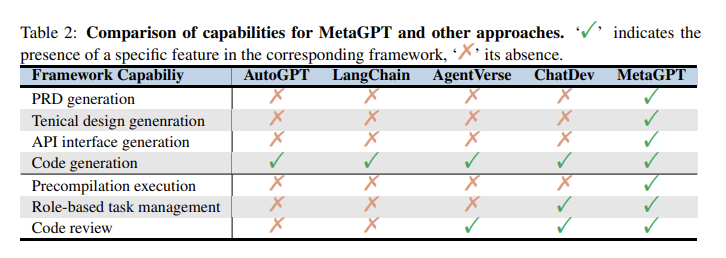 Table 2: Comparison of capabilities for MetaGPT and other approaches. ‘✓’ indicates the
presence of a specific feature in the corresponding framework, ‘✗’ its absence.
Framework Capabiliy AutoGPT LangChain AgentVerse ChatDev MetaGPT
PRD generation ✗ ✗ ✗ ✗ ✓
Tenical design genenration ✗ ✗ ✗ ✗ ✓
API interface generation ✗ ✗ ✗ ✗ ✓
Code generation ✓ ✓ ✓ ✓ ✓
Precompilation execution ✗ ✗ ✗ ✗ ✓
Role-based task management ✗ ✗ ✗ ✓ ✓
Code review ✗ ✗ ✓ ✓ ✓